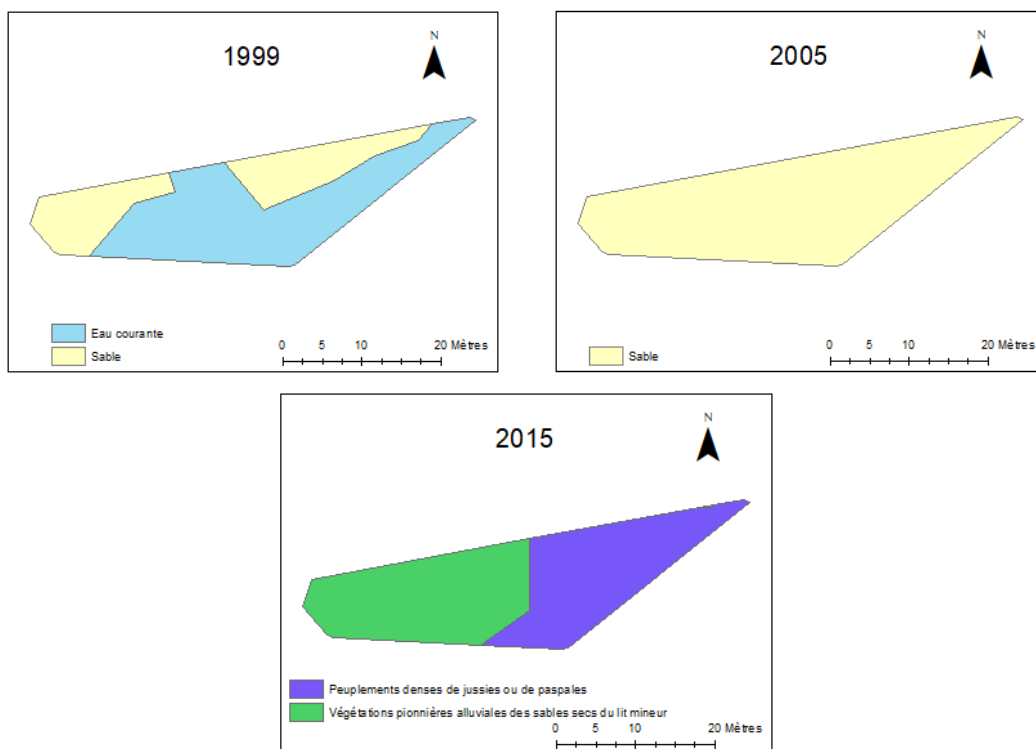 1999
N
Eau courante
Sable
0 5 10 20 Mètres
2005
N
Sable
0 5 10 20 Mètres
2015
N
Peuplements denses de jussies ou de paspales
Végétations pionnières alluviales des sables secs du lit mineur
0 5 10 20 Mètres